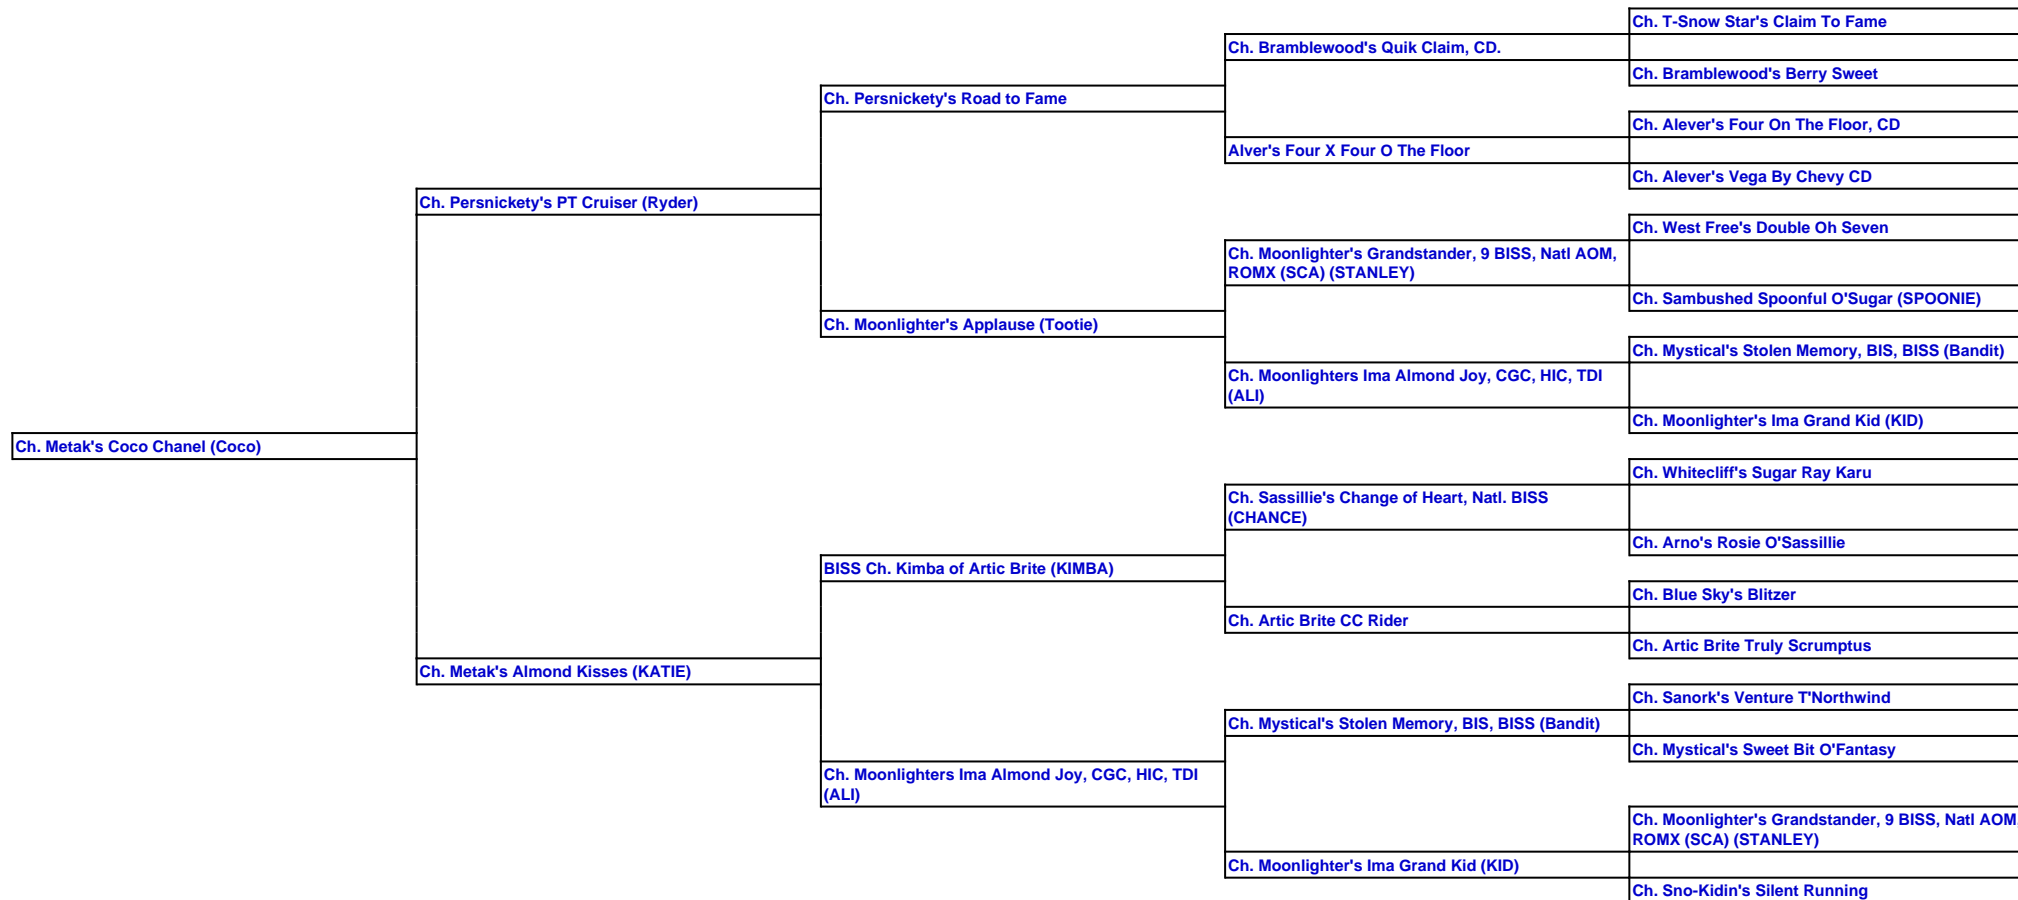 Ch. T-Snow Star's Claim To Fame
Ch. Bramblewood's Quik Claim, CD.
Ch. Bramblewood's Berry Sweet
Ch. Persnickety's Road to Fame
Ch. Alever's Four On The Floor, CD
Alver's Four X Four O The Floor
Ch. Alever's Vega By Chevy CD
Ch. Persnickety's PT Cruiser (Ryder)
Ch. West Free's Double Oh Seven
Ch. Moonlighter's Grandstander, 9 BISS, Natl AOM,
ROMX (SCA) (STANLEY)
Ch. Sambushed Spoonful O'Sugar (SPOONIE)
Ch. Moonlighter's Applause (Tootie)
Ch. Mystical's Stolen Memory, BIS, BISS (Bandit)
Ch. Moonlighters Ima Almond Joy, CGC, HIC, TDI
(ALI)
Ch. Moonlighter's Ima Grand Kid (KID)
Ch. Metak's Coco Chanel (Coco)
Ch. Whitecliff's Sugar Ray Karu
Ch. Sassillie's Change of Heart, Natl. BISS
(CHANCE)
Ch. Arno's Rosie O'Sassillie
BISS Ch. Kimba of Artic Brite (KIMBA)
Ch. Blue Sky's Blitzer
Ch. Artic Brite CC Rider
Ch. Artic Brite Truly Scrumptus
Ch. Metak's Almond Kisses (KATIE)
Ch. Sanork's Venture T'Northwind
Ch. Mystical's Stolen Memory, BIS, BISS (Bandit)
Ch. Mystical's Sweet Bit O'Fantasy
Ch. Moonlighters Ima Almond Joy, CGC, HIC, TDI
(ALI)
Ch. Moonlighter's Grandstander, 9 BISS, Natl AOM,
ROMX (SCA) (STANLEY)
Ch. Moonlighter's Ima Grand Kid (KID)
Ch. Sno-Kidin's Silent Running